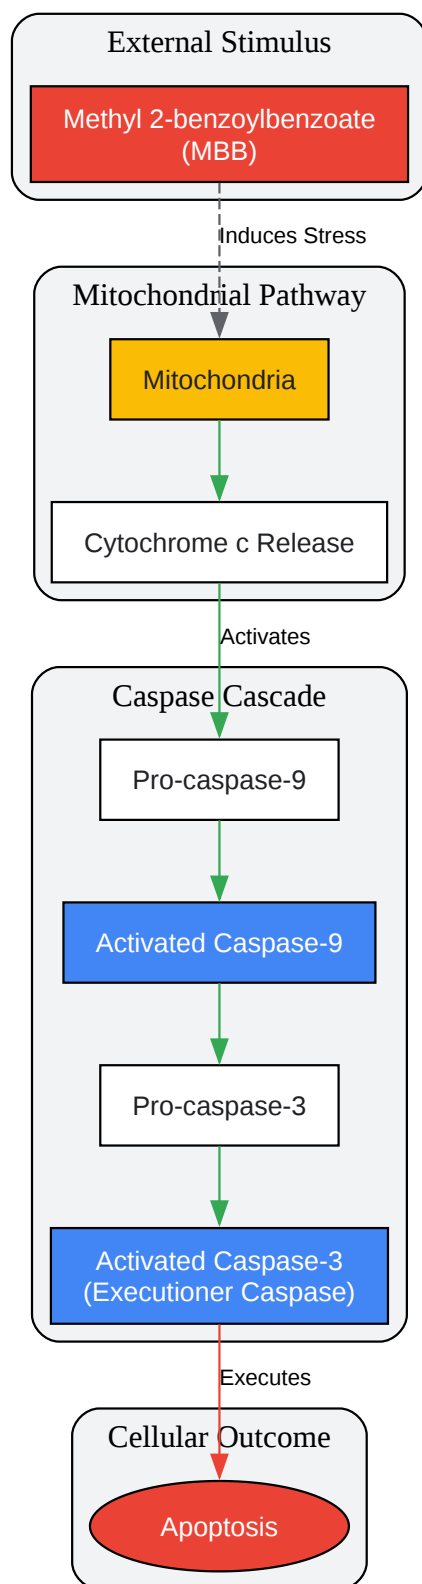 External Stimulus
Methyl 2-benzoylbenzoate
(MBB)
Induces Stress
Mitochondrial Pathway
Mitochondria
Cytochrome c Release
Activates
Caspase Cascade
Pro-caspase-9
Activated Caspase-9
Pro-caspase-3
Activated Caspase-3
(Executioner Caspase)
Executes
Cellular Outcome
Apoptosis